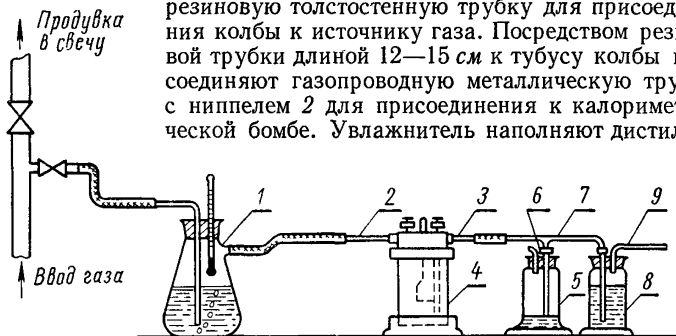 Продувка
в свечу
резиновую толстостенную трубку для присоед
ния колбы к источнику газа. Посредством рез
вой трубки длиной 12—15 см к тубусу колбы
соединяют газопроводную металлическую тру
с ниппелем 2 для присоединения к калоримет
ческой бомбе. Увлажнитель наполняют дистил
1
2
3
6
7
9
4
5
8
Ввод газа